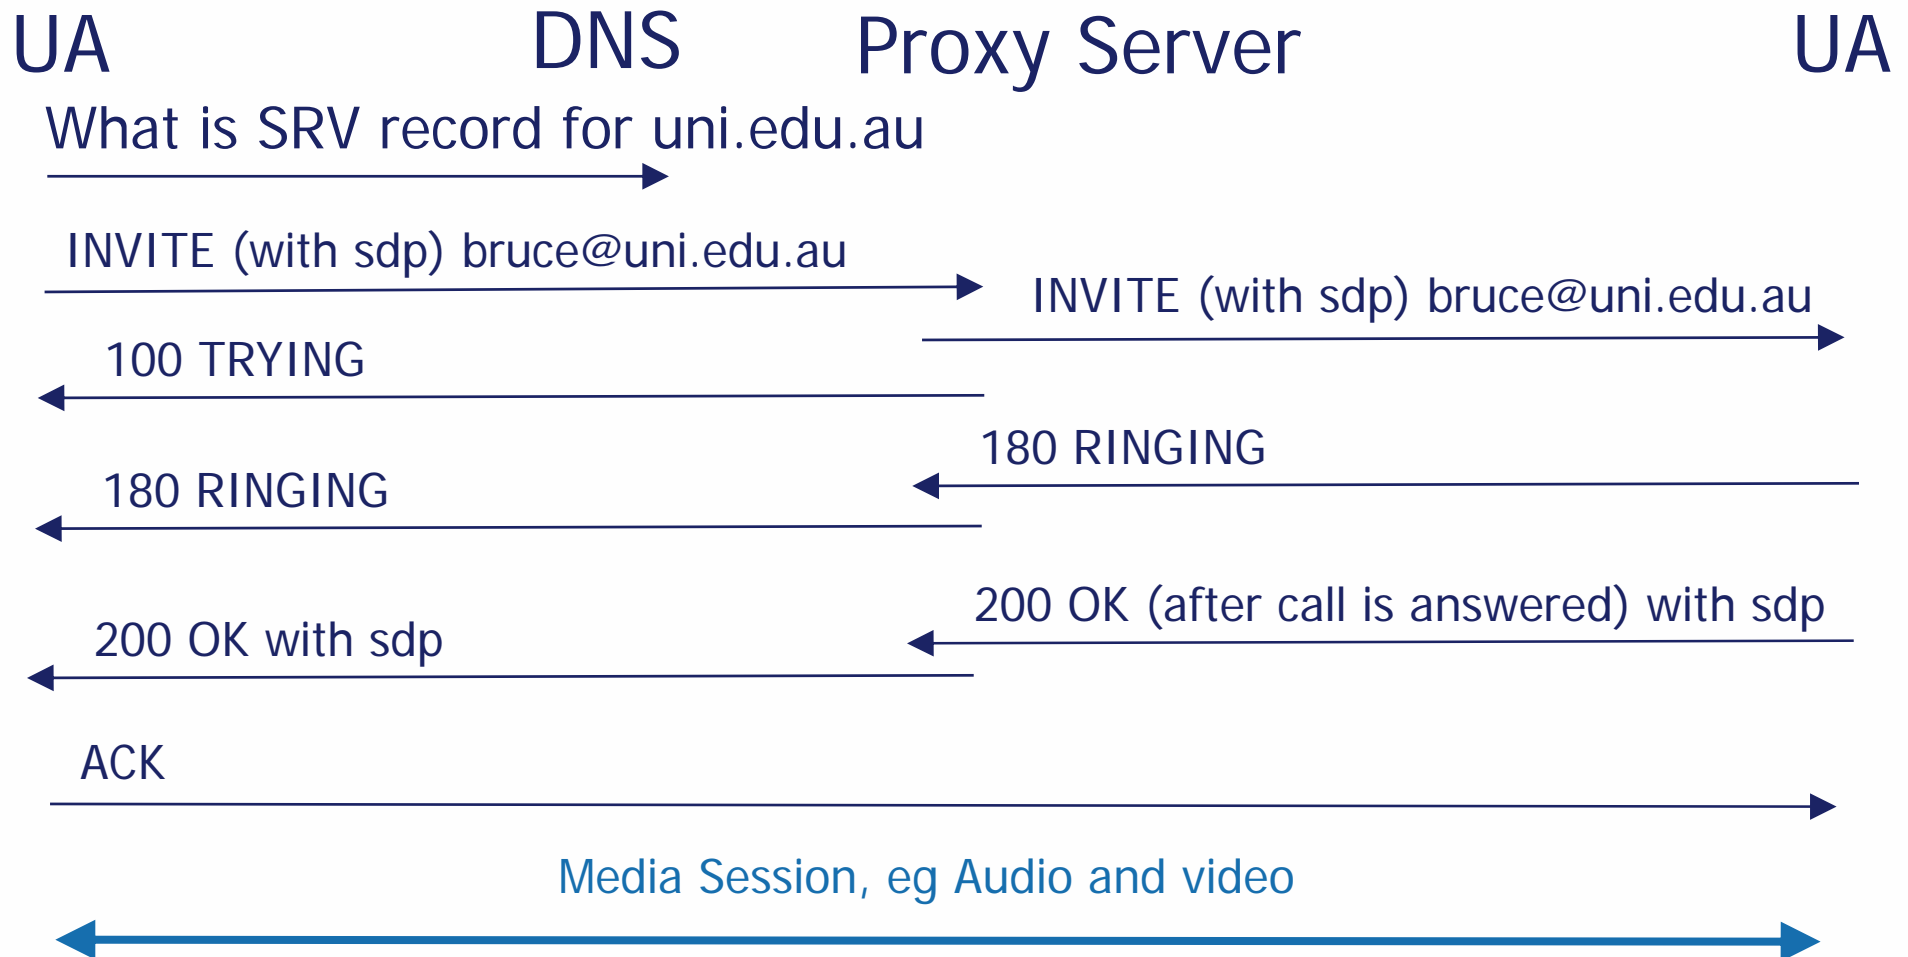 UA DNS Proxy Server UA
What is SRV record for uni.edu.au
INVITE (with sdp) bruce@uni.edu.au
INVITE (with sdp) bruce@uni.edu.au
100 TRYING
180 RINGING
180 RINGING
200 OK (after call is answered) with sdp
200 OK with sdp
ACK
Media Session, eg Audio and video